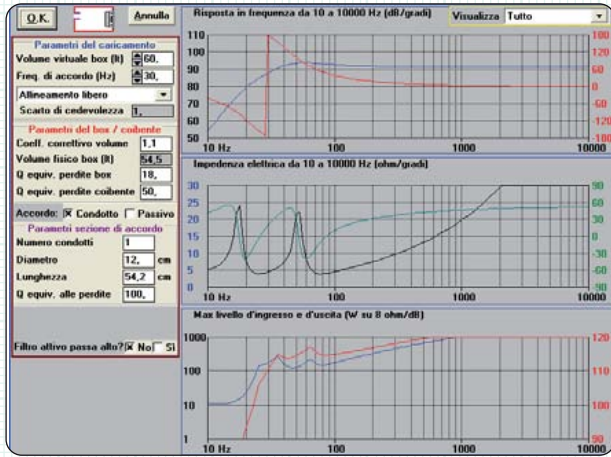 O.K.
Annulla
Parametri del caricamento
Volume virtuale box (lt) 60,
Freq. di accordo (Hz) 30,
Allineamento libero
Scarto di cedevolezza 1,
Parametri del box / coibente
Coeff. correttivo volume 1,1
Volume fisico box (lt) 54,5
Q equiv. perdite box 18,
Q equiv. perdite coibente 50,
Accordo: Condotto Passivo
Parametri sezione di accordo
Numero condotti 1
Diametro 12, cm
Lunghezza 54,2 cm
Q equiv. alle perdite 100,
Filtro attivo passa alto? No Sì
Risposta in frequenza da 10 a 10000 Hz (dB/gradi)
Visualizza Tutto
110 180
100 140
90 100
80 60
70 20
60 -20
50 -60
-100
-140
-180
10 Hz 100 1000 10000
Impedenza elettrica da 10 a 10000 Hz (ohm/gradi)
30 90
25 60
20 30
15 0
10 -30
5 -60
0 -90
10 Hz 100 1000 10000
Max livello d'ingresso e d'uscita (W su 8 ohm/dB)
1000 120
100 110
10 100
1 90
10 Hz 100 1000 10000